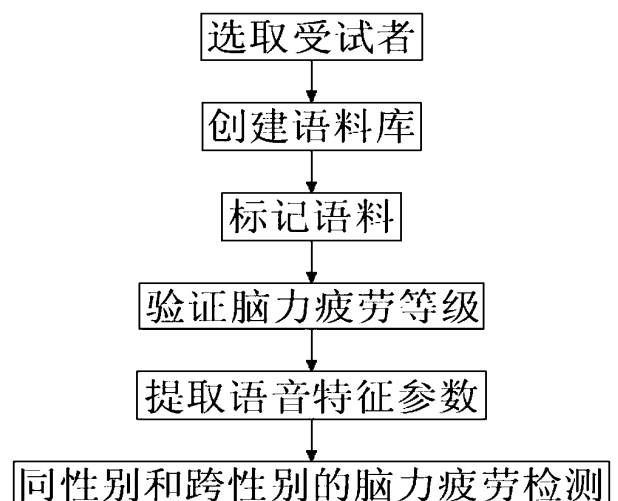 选取受试者
创建语料库
标记语料
验证脑力疲劳等级
提取语音特征参数
同性别和跨性别的脑力疲劳检测